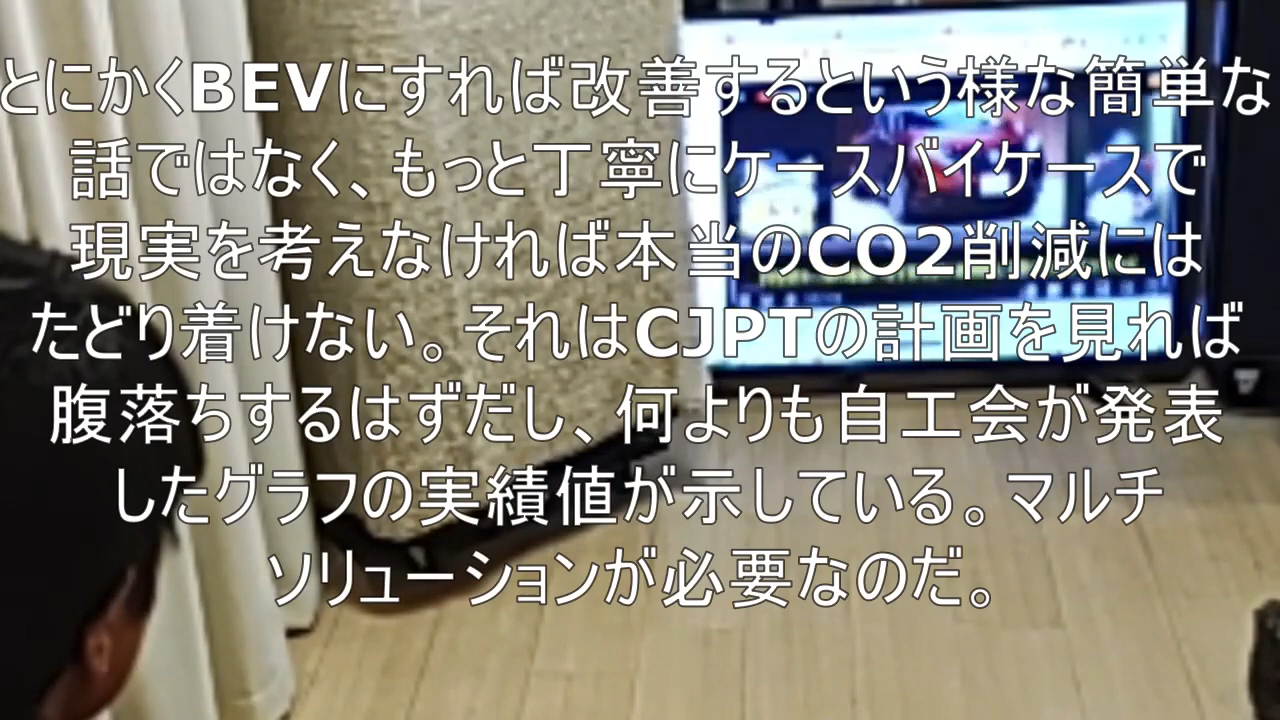 とにかくBEVにすれば改善するという様な簡単な
話ではなく、もっと丁寧にケースバイケースで
現実を考えなければ本当のCO2削減には
たどり着けない。それはCJPTの計画を見れば
腹落ちするはずだし、何よりも自工会が発表
したグラフの実績値が示している。マルチ
ソリューションが必要なのだ。